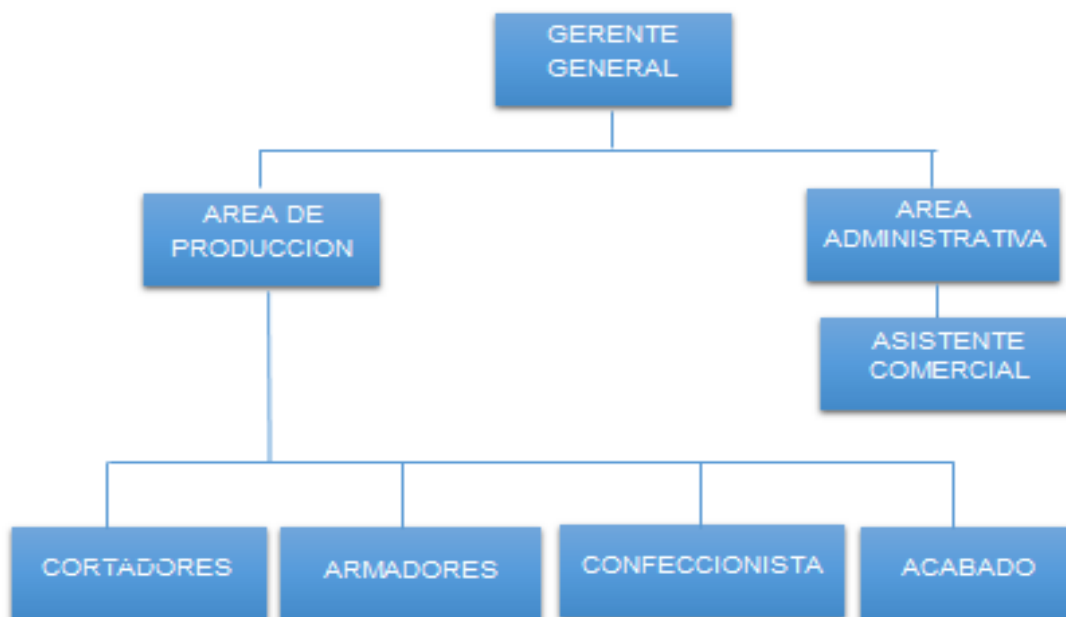 GERENTE
GENERAL
AREA DE
PRODUCCION
AREA
ADMINISTRATIVA
ASISTENTE
COMERCIAL
CORTADORES
ARMADORES
CONFECCIONISTA
ACABADO